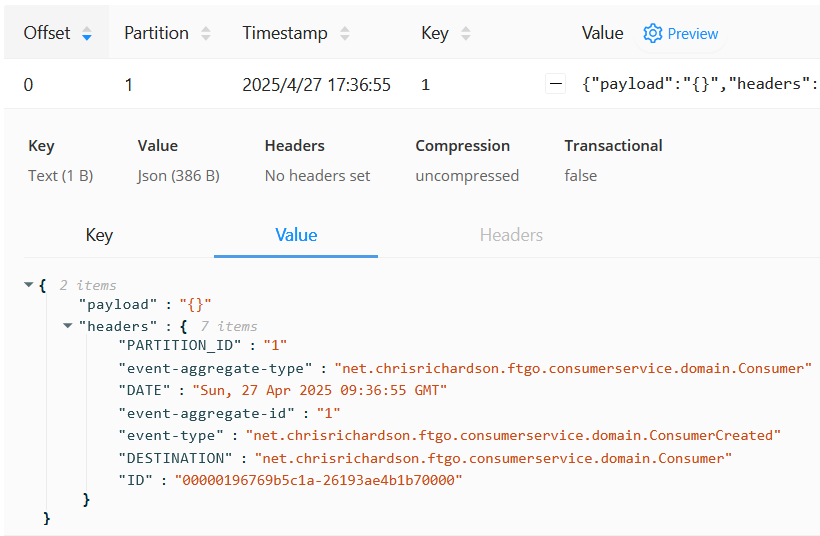 Offset Partition Timestamp Key Value Preview
0 1 2025/4/27 17:36:55 1 {"payload":"{}","headers":
Key Value Headers Compression Transactional
Text (1 B) Json (386 B) No headers set uncompressed false
Key Value Headers
{ 2 items
"payload" : "{}"
"headers" : { 7 items
"PARTITION_ID" : "1"
"event-aggregate-type" : "net.chrisrichardson.ftgo.consumerservice.domain.Consumer"
"DATE" : "Sun, 27 Apr 2025 09:36:55 GMT"
"event-aggregate-id" : "1"
"event-type" : "net.chrisrichardson.ftgo.consumerservice.domain.ConsumerCreated"
"DESTINATION" : "net.chrisrichardson.ftgo.consumerservice.domain.Consumer"
"ID" : "00000196769b5c1a-26193ae4b1b70000"
}
}